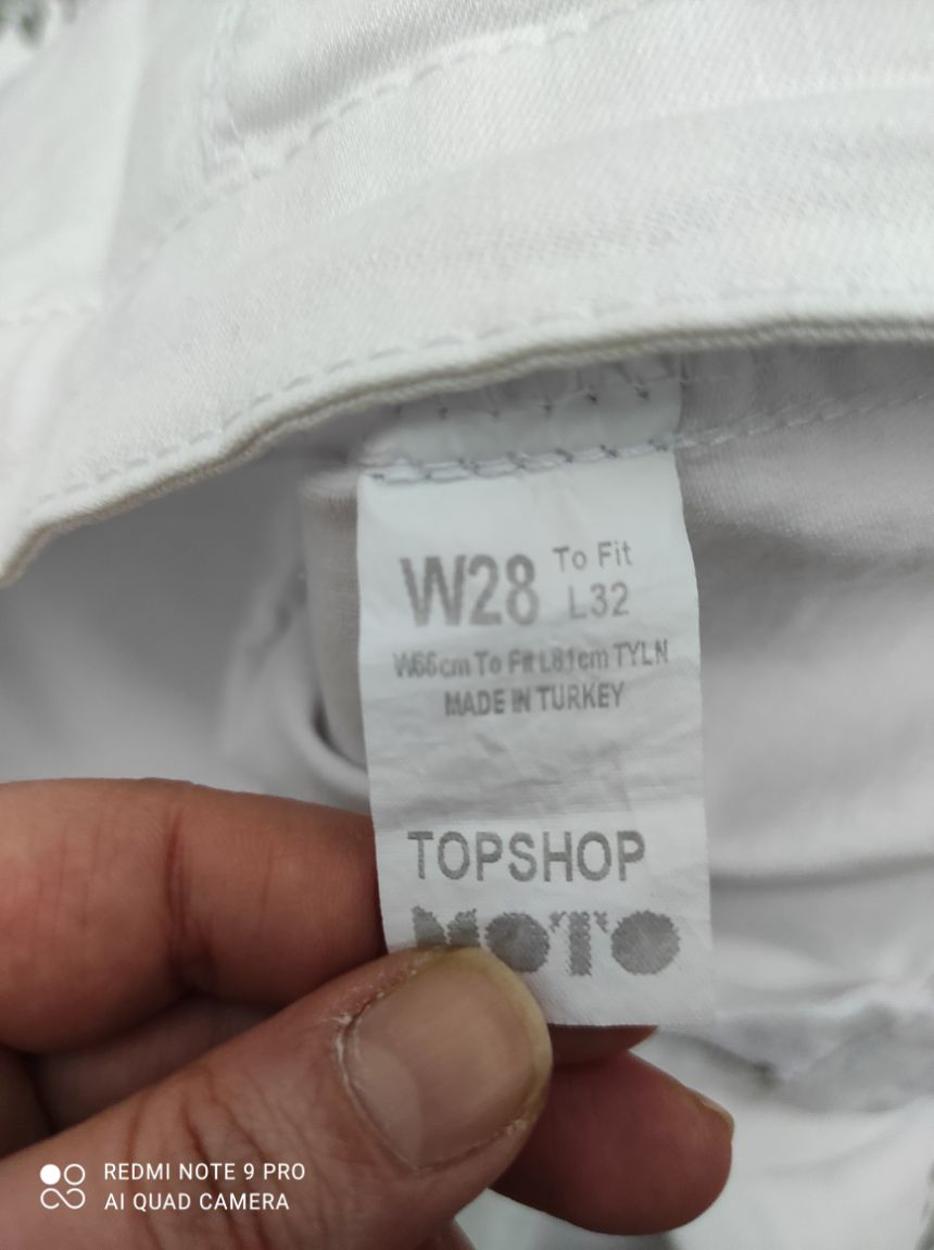 W28 To Fit L32
W66cm To Fit L81cm TYLN
MADE IN TURKEY
TOPSHOP
MOTO
REDMI NOTE 9 PRO
AI QUAD CAMERA